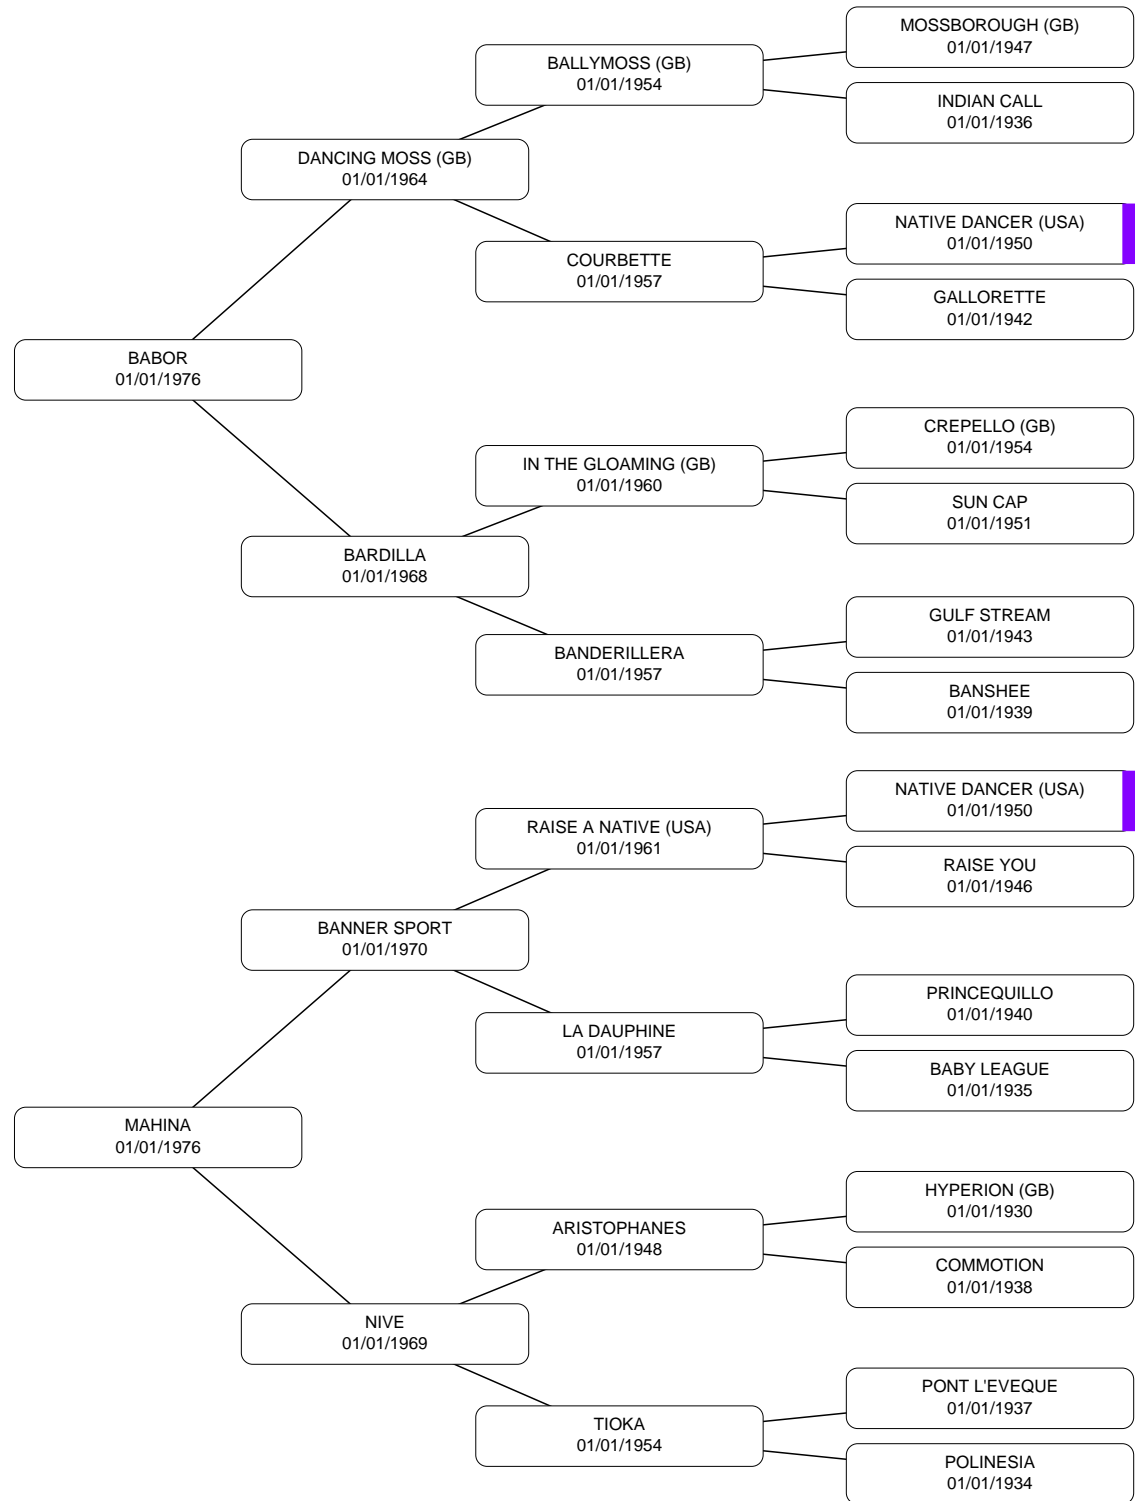 MOSSBOROUGH (GB)
01/01/1947
BALLYMOSS (GB)
01/01/1954
INDIAN CALL
01/01/1936
DANCING MOSS (GB)
01/01/1964
NATIVE DANCER (USA)
01/01/1950
COURBETTE
01/01/1957
GALLORETTE
01/01/1942
BABOR
01/01/1976
CREPELLO (GB)
01/01/1954
IN THE GLOAMING (GB)
01/01/1960
SUN CAP
01/01/1951
BARDILLA
01/01/1968
GULF STREAM
01/01/1943
BANDERILLERA
01/01/1957
BANSHEE
01/01/1939
NATIVE DANCER (USA)
01/01/1950
RAISE A NATIVE (USA)
01/01/1961
RAISE YOU
01/01/1946
BANNER SPORT
01/01/1970
PRINCEQUILLO
01/01/1940
LA DAUPHINE
01/01/1957
BABY LEAGUE
01/01/1935
MAHINA
01/01/1976
HYPERION (GB)
01/01/1930
ARISTOPHANES
01/01/1948
COMMOTION
01/01/1938
NIVE
01/01/1969
PONT L'EVEQUE
01/01/1937
TIOKA
01/01/1954
POLINESIA
01/01/1934